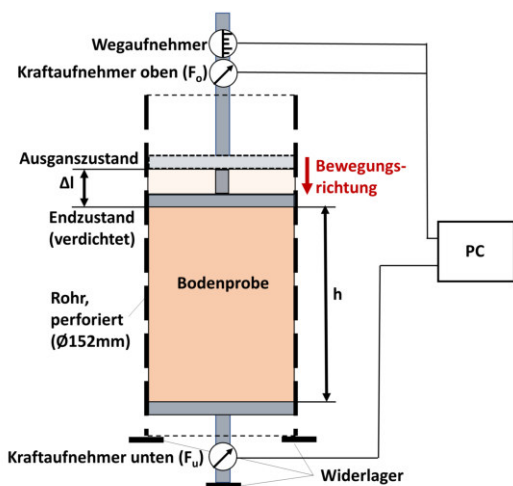 Wegaufnehmer
Kraftaufnehmer oben (Fₒ)
Ausganszustand
Δl
Bewegungs-
richtung
Endzustand
(verdichtet)
PC
Bodenprobe
h
Rohr,
perforiert
(Ø152mm)
Kraftaufnehmer unten (Fᵤ)
Widerlager